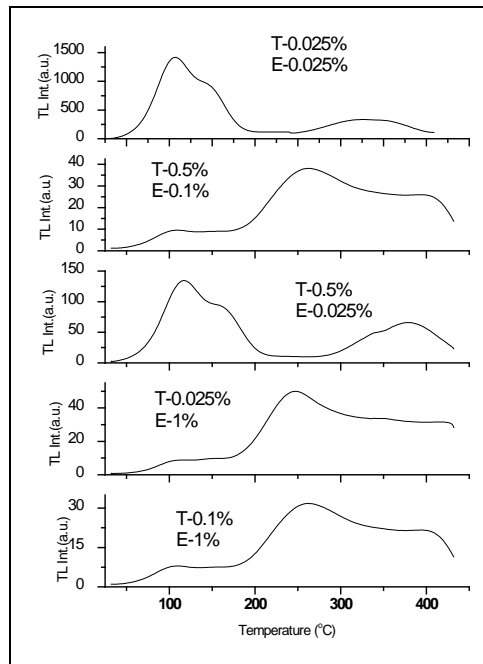 TL Int.(a.u.)
1500
1000
500
0
T-0.025%
E-0.025%
TL Int.(a.u.)
40
30
20
10
0
T-0.5%
E-0.1%
TL Int.(a.u.)
150
100
50
0
T-0.5%
E-0.025%
TL Int.(a.u.)
40
20
0
T-0.025%
E-1%
TL Int.(a.u.)
30
15
0
T-0.1%
E-1%
100 200 300 400
Temperature (°C)